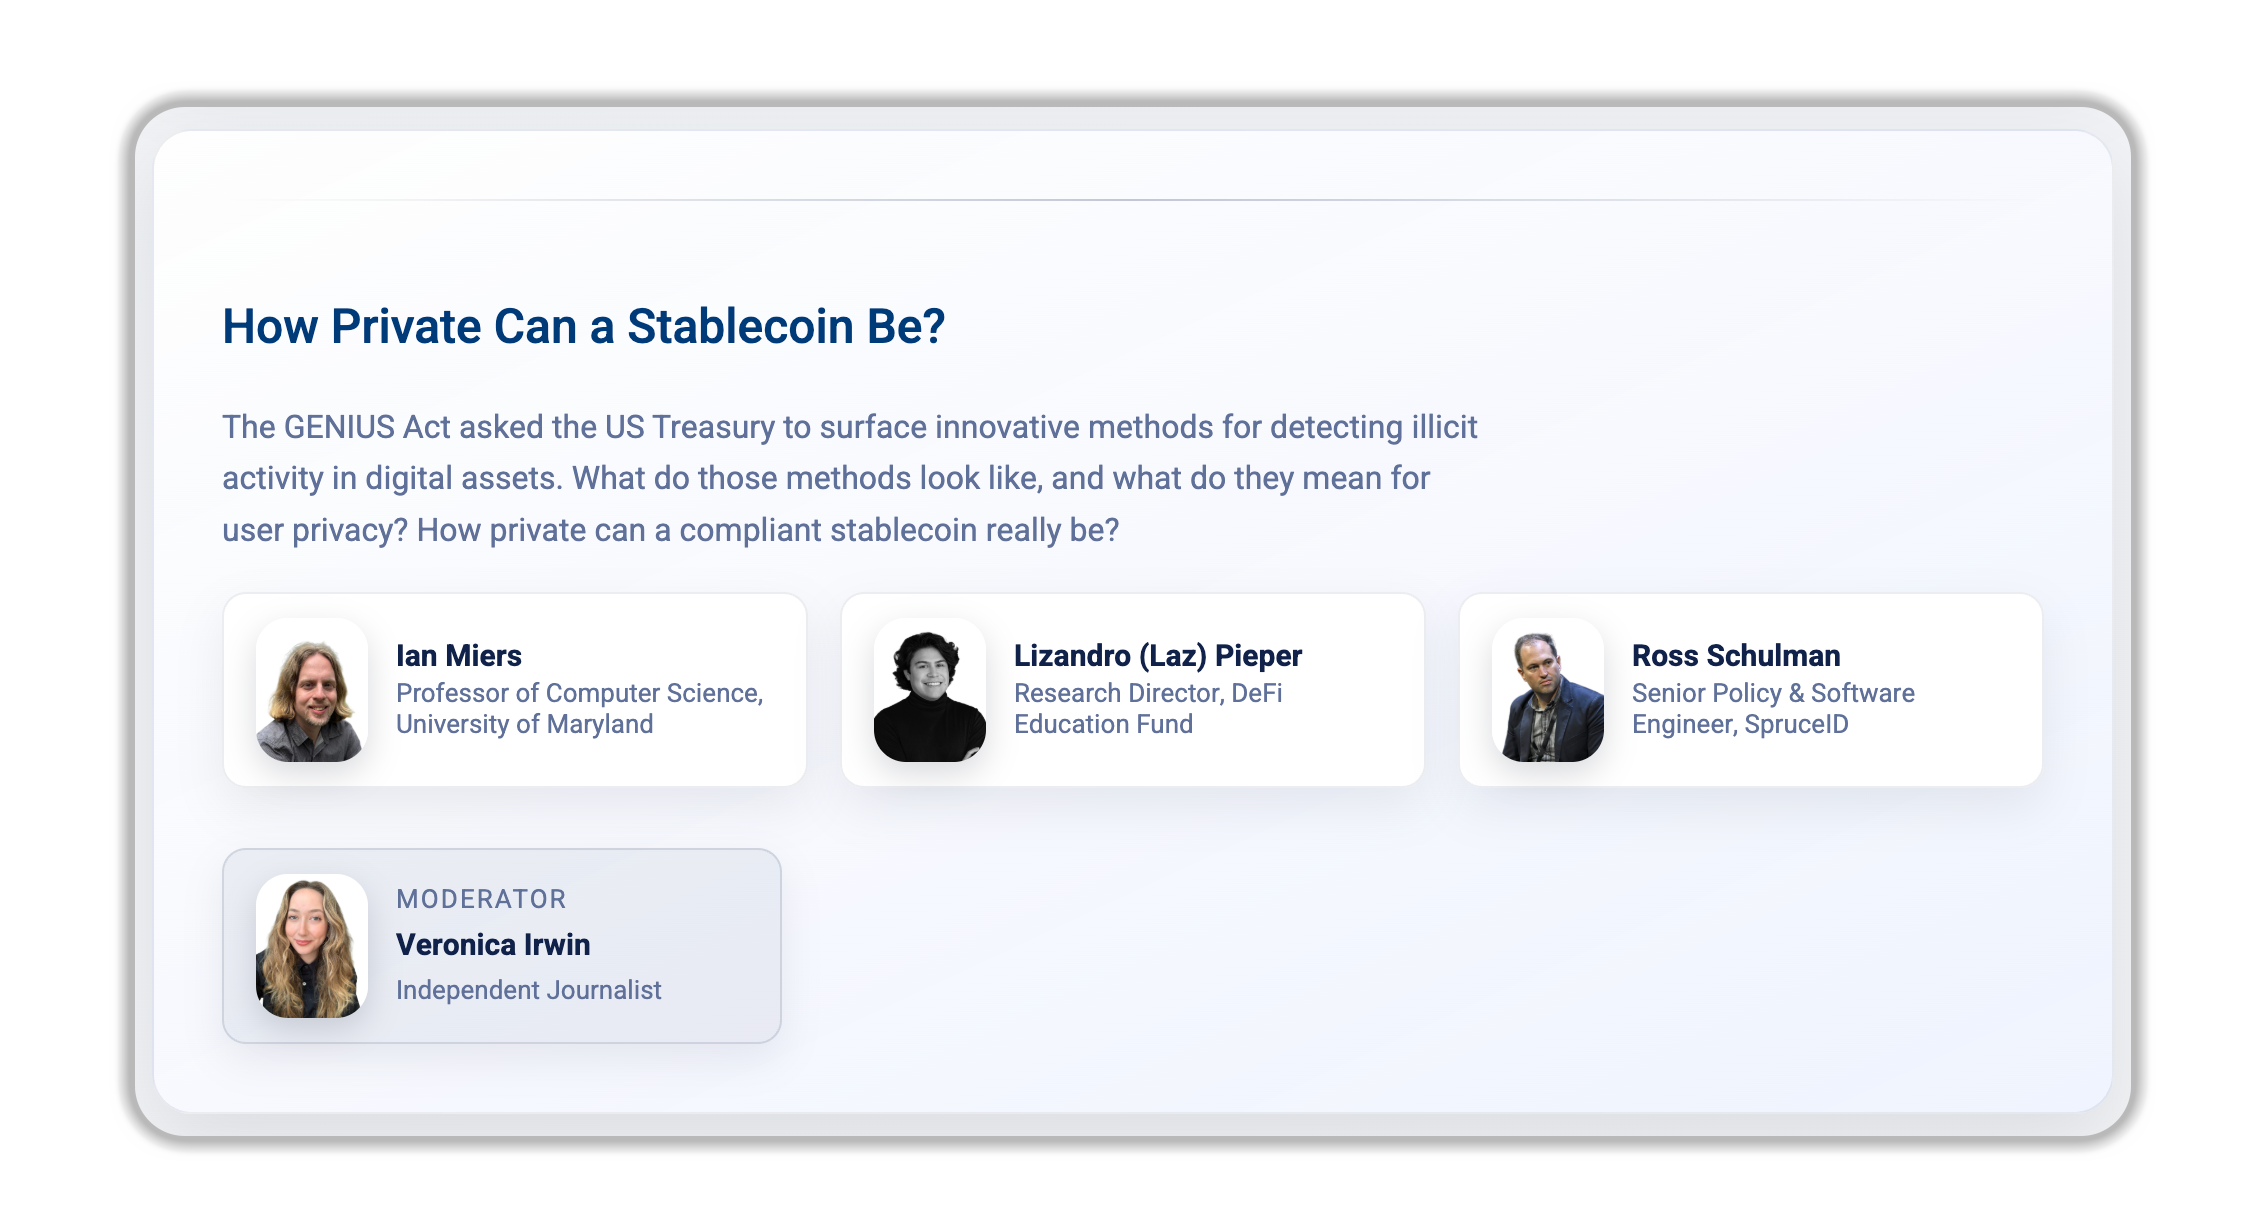 How Private Can a Stablecoin Be?
The GENIUS Act asked the US Treasury to surface innovative methods for detecting illicit
activity in digital assets. What do those methods look like, and what do they mean for
user privacy? How private can a compliant stablecoin really be?
Ian Miers
Professor of Computer Science,
University of Maryland
Lizandro (Laz) Pieper
Research Director, DeFi
Education Fund
Ross Schulman
Senior Policy & Software
Engineer, SpruceID
MODERATOR
Veronica Irwin
Independent Journalist